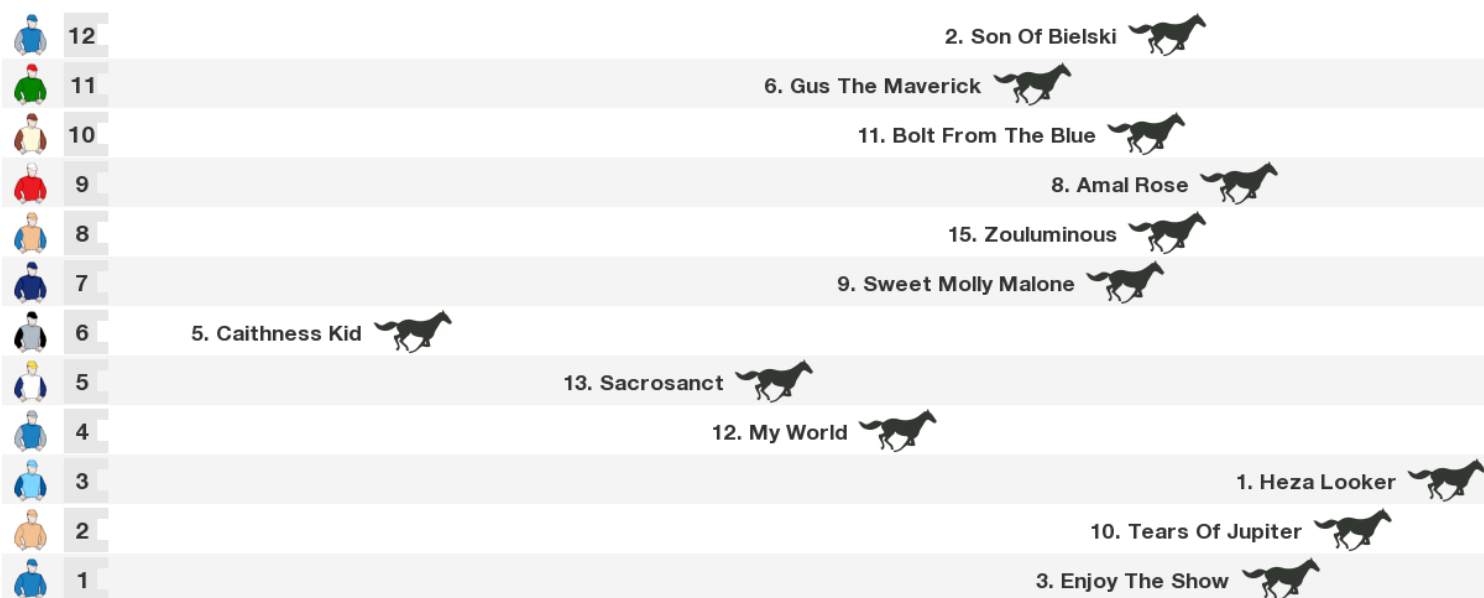 12 2. Son Of Bielski
11 6. Gus The Maverick
10 11. Bolt From The Blue
9 8. Amal Rose
8 15. Zouluminous
7 9. Sweet Molly Malone
6 5. Caithness Kid
5 13. Sacrosanct
4 12. My World
3 1. Heza Looker
2 10. Tears Of Jupiter
1 3. Enjoy The Show